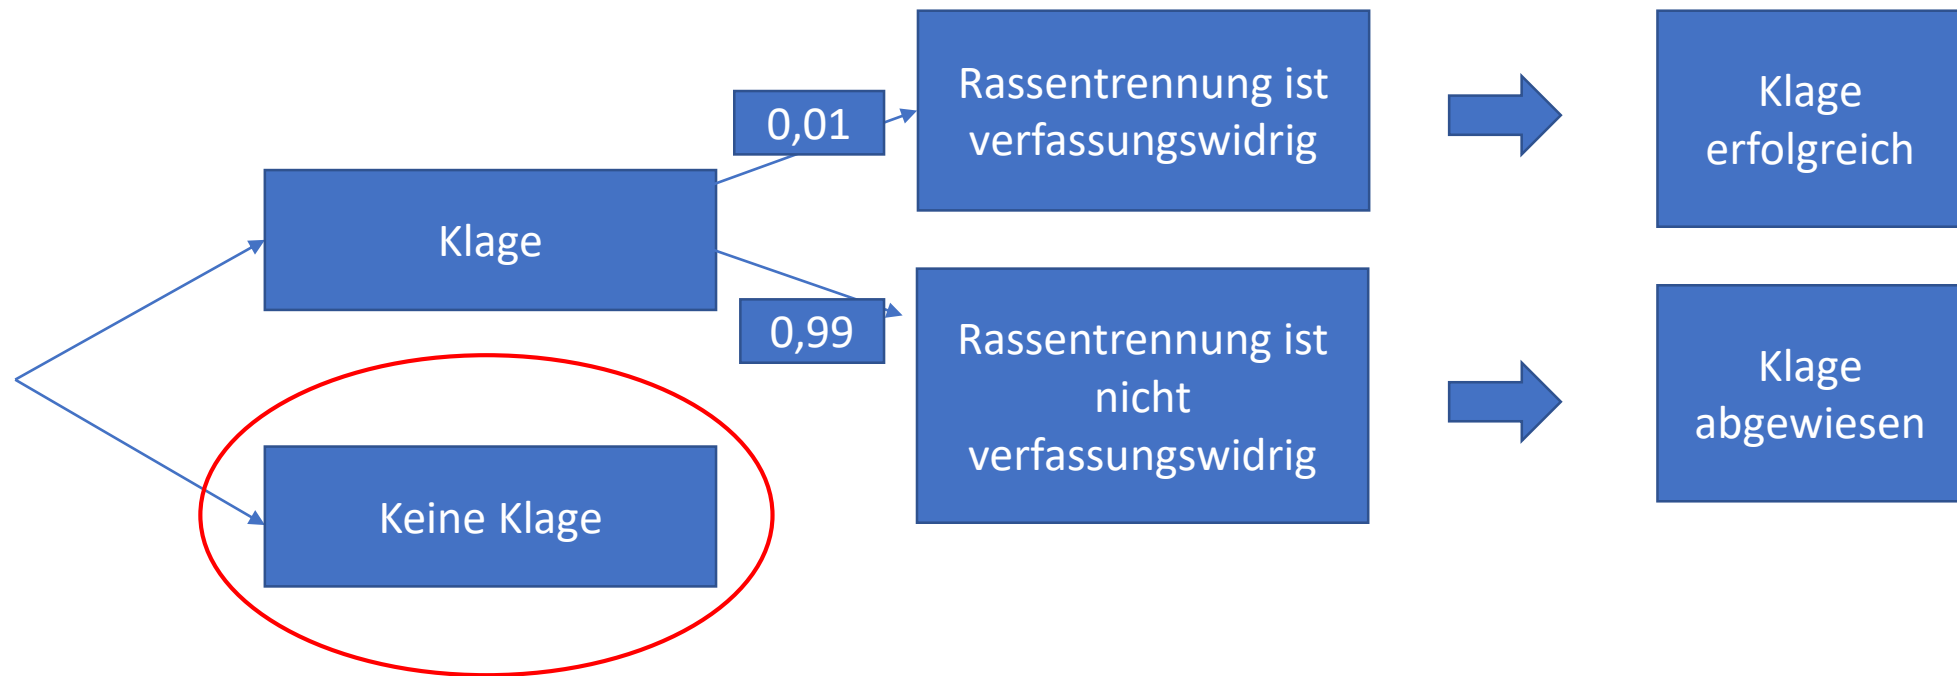 Klage
Keine Klage
0,01
0,99
Rassentrennung ist
verfassungswidrig
Rassentrennung ist
nicht
verfassungswidrig
Klage
erfolgreich
Klage
abgewiesen